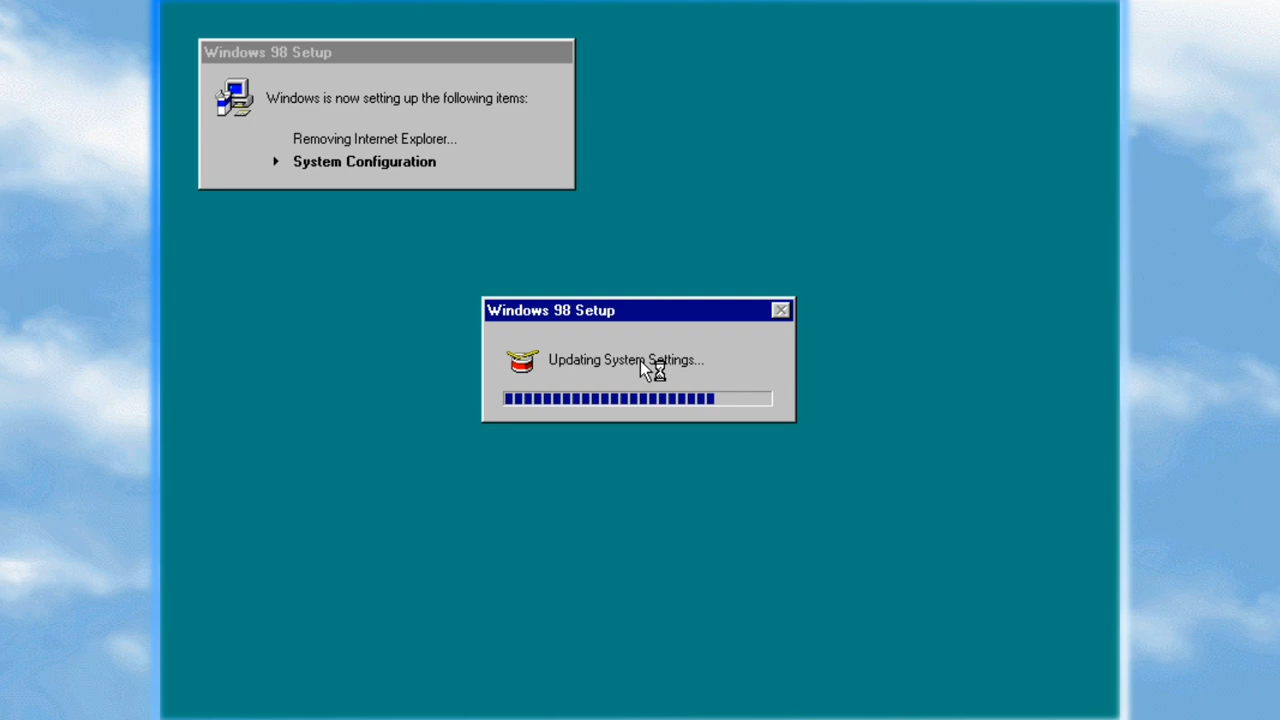 Windows 98 Setup
Windows is now setting up the following items:
Removing Internet Explorer...
System Configuration
Windows 98 Setup
Updating System Settings...